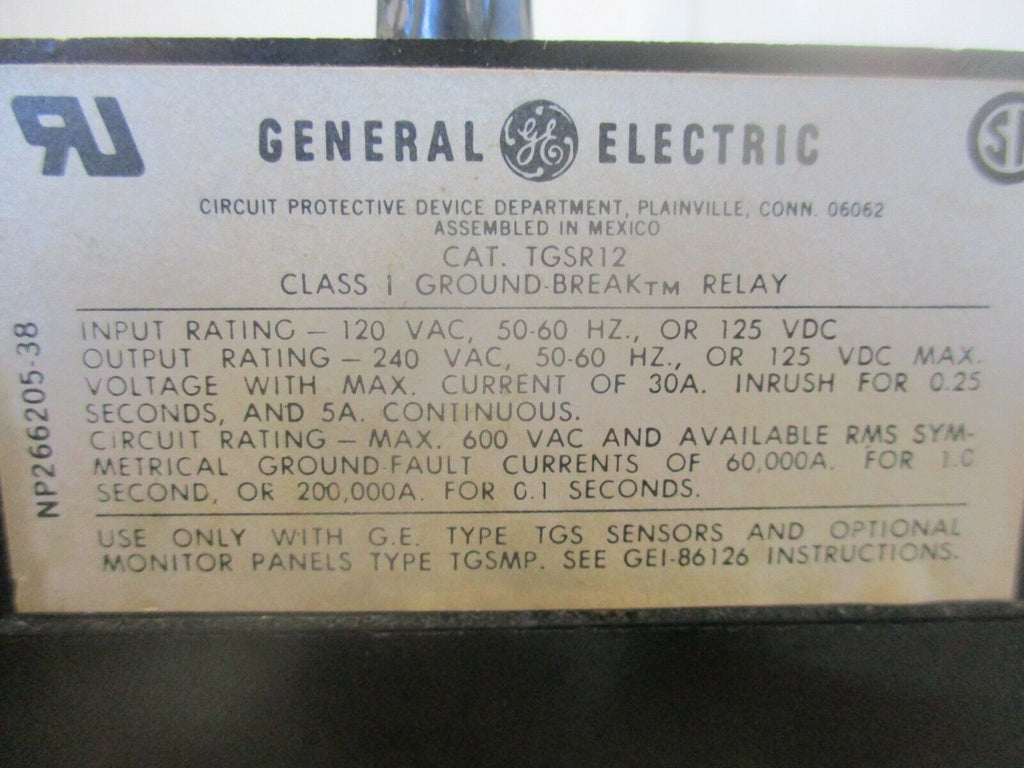 GENERAL GE ELECTRIC
CIRCUIT PROTECTIVE DEVICE DEPARTMENT, PLAINVILLE, CONN. 06062
ASSEMBLED IN MEXICO
CAT. TGSR12
CLASS I GROUND-BREAK™ RELAY
INPUT RATING – 120 VAC, 50-60 HZ., OR 125 VDC
OUTPUT RATING – 240 VAC, 50-60 HZ., OR 125 VDC MAX.
VOLTAGE WITH MAX. CURRENT OF 30A. INRUSH FOR 0.25
SECONDS, AND 5A. CONTINUOUS.
CIRCUIT RATING – MAX. 600 VAC AND AVAILABLE RMS SYM-
METRICAL GROUND-FAULT CURRENTS OF 60,000A. FOR 1.0
SECOND, OR 200,000A. FOR 0.1 SECONDS.
USE ONLY WITH G.E. TYPE TGS SENSORS AND OPTIONAL
MONITOR PANELS TYPE TGSMP. SEE GEI-86126 INSTRUCTIONS.
NP266205-38